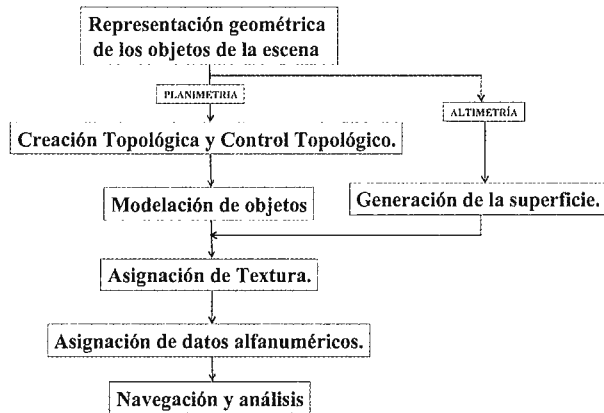 Representación geométrica
de los objetos de la escena
PLANIMETRIA
ALTIMETRÍA
Creación Topológica y Control Topológico.
Modelación de objetos
Generación de la superficie.
Asignación de Textura.
Asignación de datos alfanuméricos.
Navegación y análisis